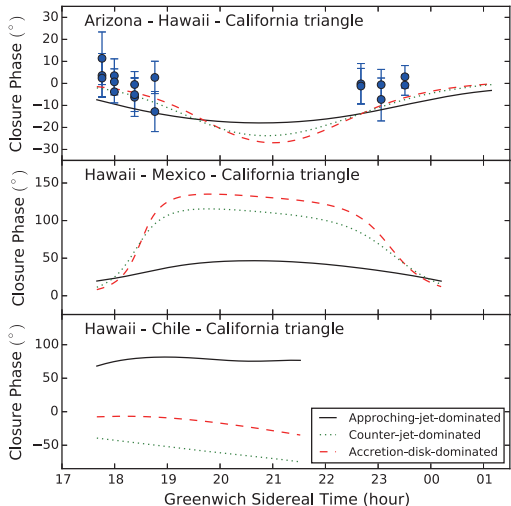 Arizona - Hawaii - California triangle
30
20
10
0
−10
−20
−30
Closure Phase (°)
Hawaii - Mexico - California triangle
150
100
50
0
Closure Phase (°)
Hawaii - Chile - California triangle
100
50
0
−50
Closure Phase (°)
Approching-jet-dominated
Counter-jet-dominated
Accretion-disk-dominated
17 18 19 20 21 22 23 00 01
Greenwich Sidereal Time (hour)